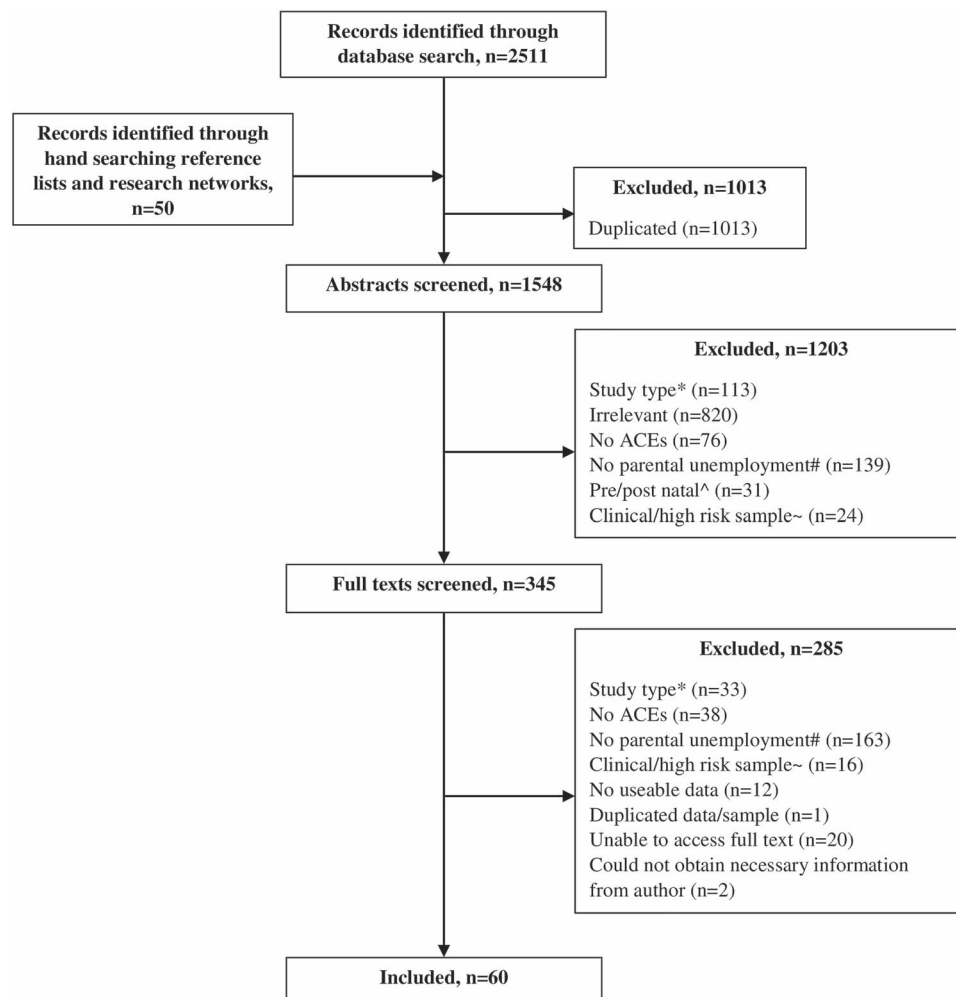 Records identified through
database search, n=2511
Records identified through
hand searching reference
lists and research networks,
n=50
Excluded, n=1013
Duplicated (n=1013)
Abstracts screened, n=1548
Excluded, n=1203
Study type* (n=113)
Irrelevant (n=820)
No ACEs (n=76)
No parental unemployment# (n=139)
Pre/post natal^ (n=31)
Clinical/high risk sample~ (n=24)
Full texts screened, n=345
Excluded, n=285
Study type* (n=33)
No ACEs (n=38)
No parental unemployment# (n=163)
Clinical/high risk sample~ (n=16)
No useable data (n=12)
Duplicated data/sample (n=1)
Unable to access full text (n=20)
Could not obtain necessary information
from author (n=2)
Included, n=60